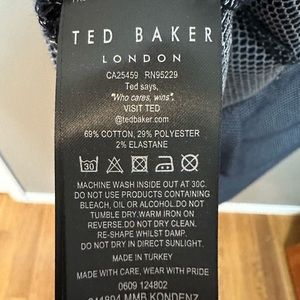 TED BAKER
LONDON
CA25459 RN95229
Ted says,
"Who cares, wins".
VISIT TED
@tedbaker.com
69% COTTON, 29% POLYESTER
2% ELASTANE
30
MACHINE WASH INSIDE OUT AT 30C.
DO NOT USE PRODUCTS CONTAINING
BLEACH, OIL OR ALCOHOL.DO NOT
TUMBLE DRY.WARM IRON ON
REVERSE.DO NOT DRY CLEAN.
RE-SHAPE WHILST DAMP.
DO NOT DRY IN DIRECT SUNLIGHT.
MADE IN TURKEY
MADE WITH CARE, WEAR WITH PRIDE
0609 124802
MMB KONDENZ